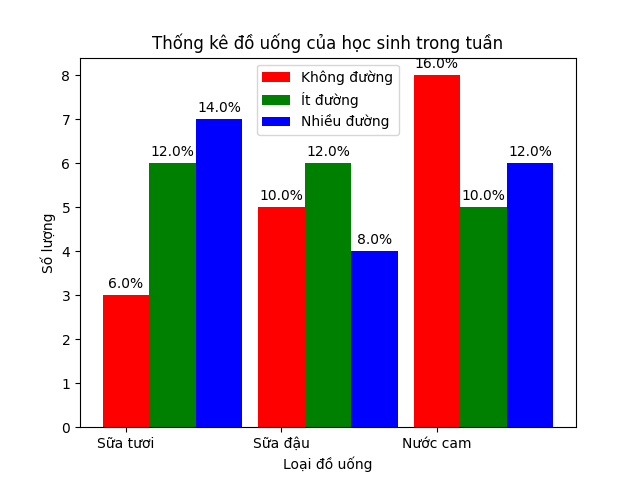 Thống kê đồ uống của học sinh trong tuần
Không đường
Ít đường
Nhiều đường
8
7
6
5
4
3
2
1
0
Số lượng
6.0%
12.0%
14.0%
10.0%
12.0%
8.0%
16.0%
10.0%
12.0%
Sữa tươi
Sữa đậu
Nước cam
Loại đồ uống